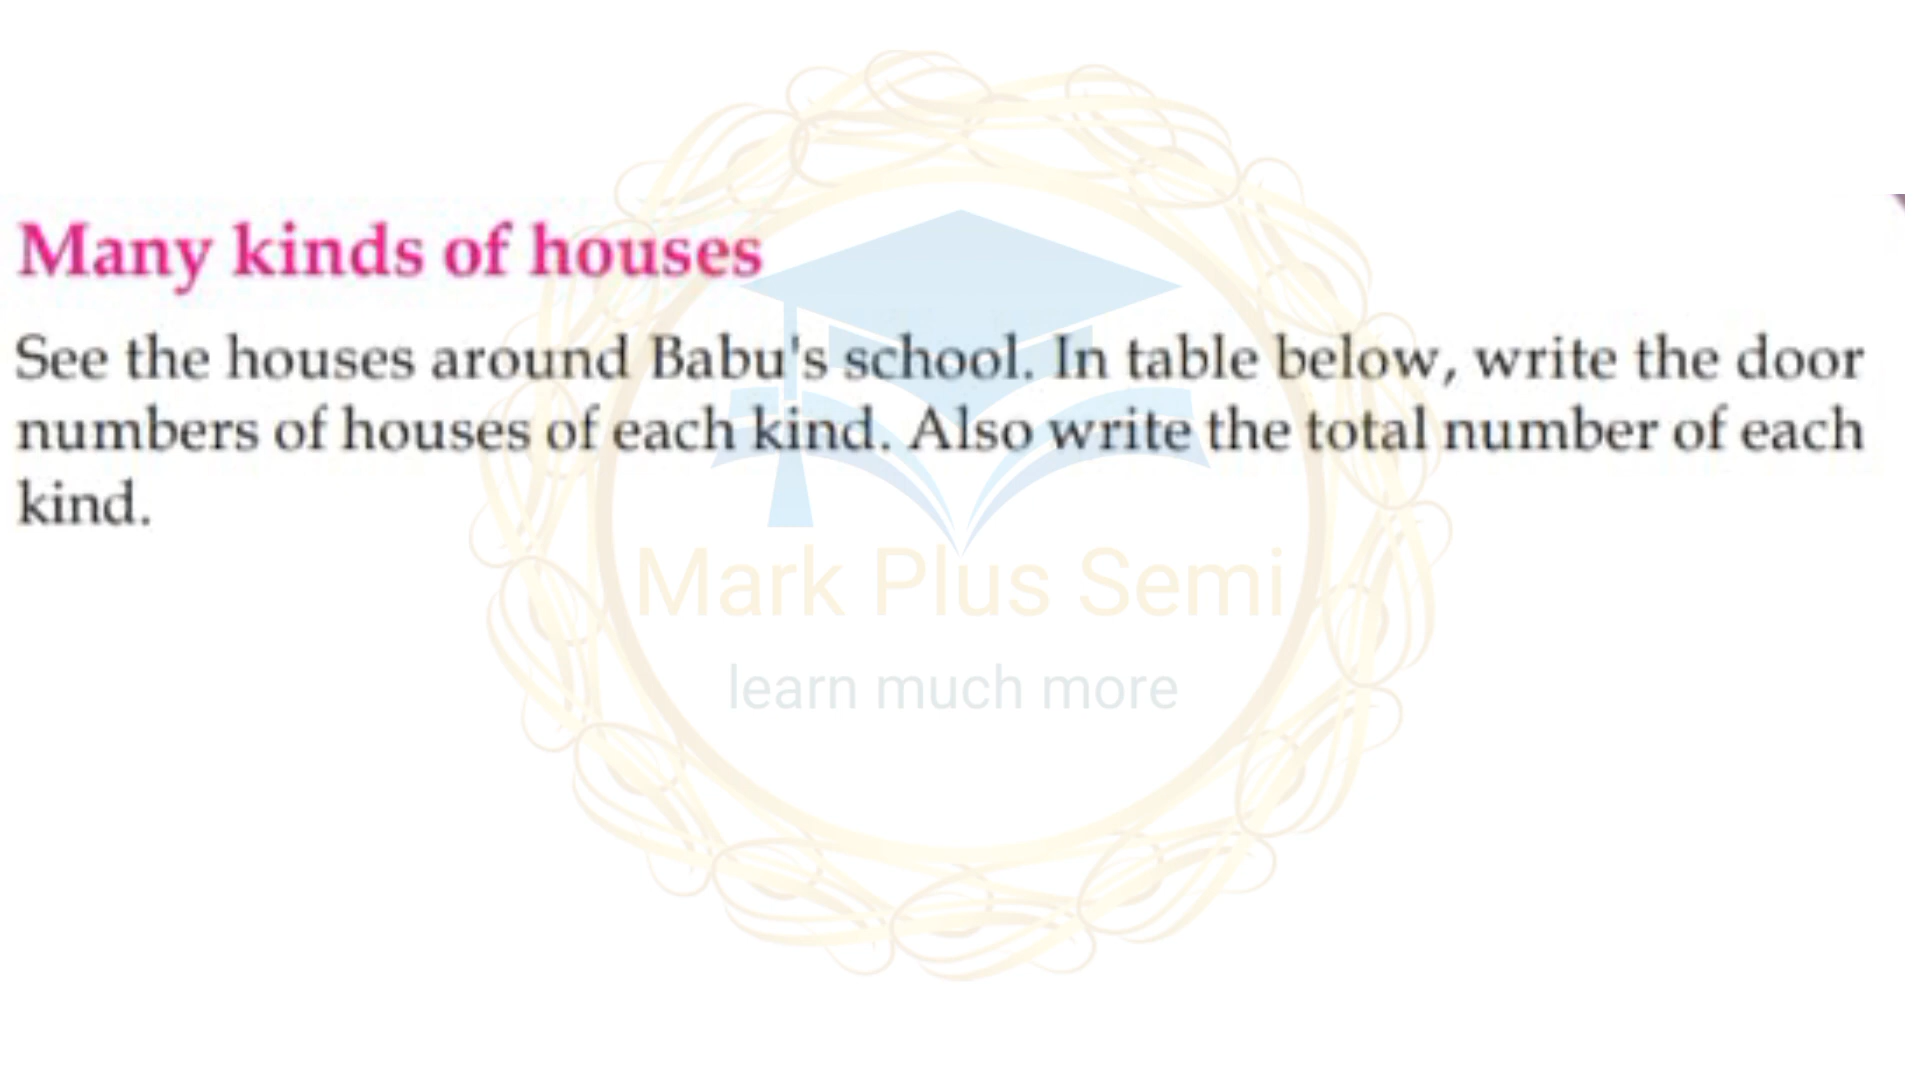 Many kinds of houses
See the houses around Babu's school. In table below, write the door
numbers of houses of each kind. Also write the total number of each
kind.
Mark Plus Semi
learn much more